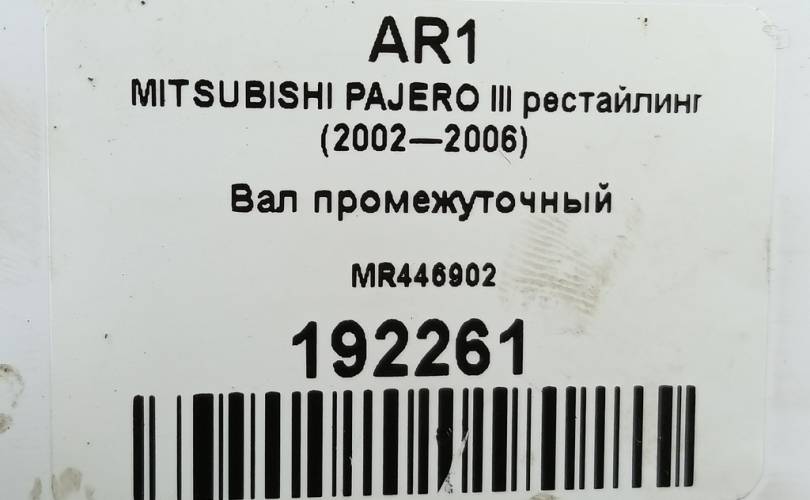 AR1
MITSUBISHI PAJERO III рестайлинг
(2002—2006)
Вал промежуточный
MR446902
192261